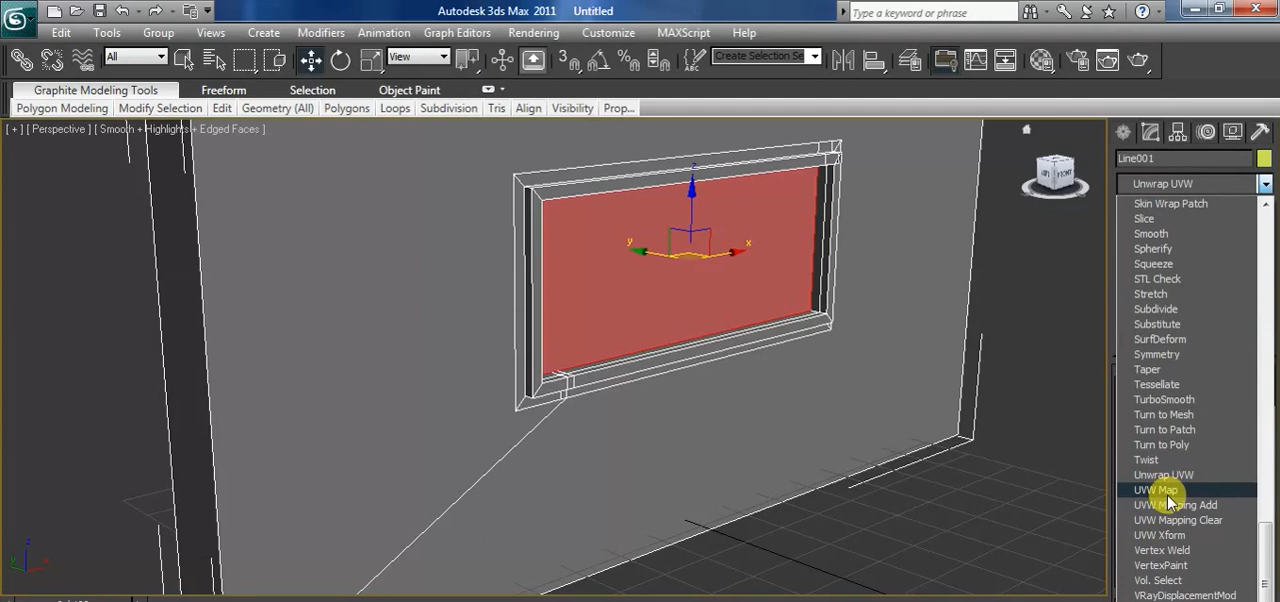 Autodesk 3ds Max 2011 Untitled
Type a keyword or phrase
Edit Tools Group Views Create Modifiers Animation Graph Editors Rendering Customize MAXScript Help
All View Create Selection Se
Graphite Modeling Tools Freeform Selection Object Paint
Polygon Modeling Modify Selection Edit Geometry (All) Polygons Loops Subdivision Tris Align Visibility Prop...
[ + ] [ Perspective ] [ Smooth + Highlights + Edged Faces ]
FRONT
Line001
Unwrap UVW
Skin Wrap Patch
Slice
Smooth
Spherify
Squeeze
STL Check
Stretch
Subdivide
Substitute
SurfDeform
Symmetry
Taper
Tessellate
TurboSmooth
Turn to Mesh
Turn to Patch
Turn to Poly
Twist
Unwrap UVW
UVW Map
UVW Mapping Add
UVW Mapping Clear
UVW Xform
Vertex Weld
VertexPaint
Vol. Select
VRayDisplacementMod
z
y
x
z
x